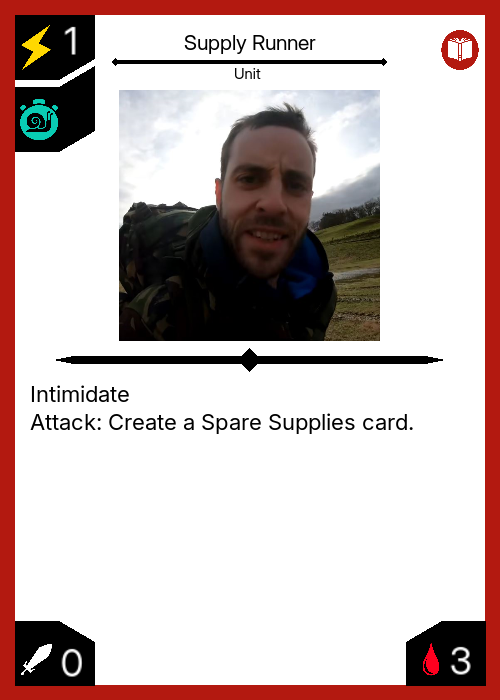 1
Supply Runner
Unit
Intimidate
Attack: Create a Spare Supplies card.
0
3